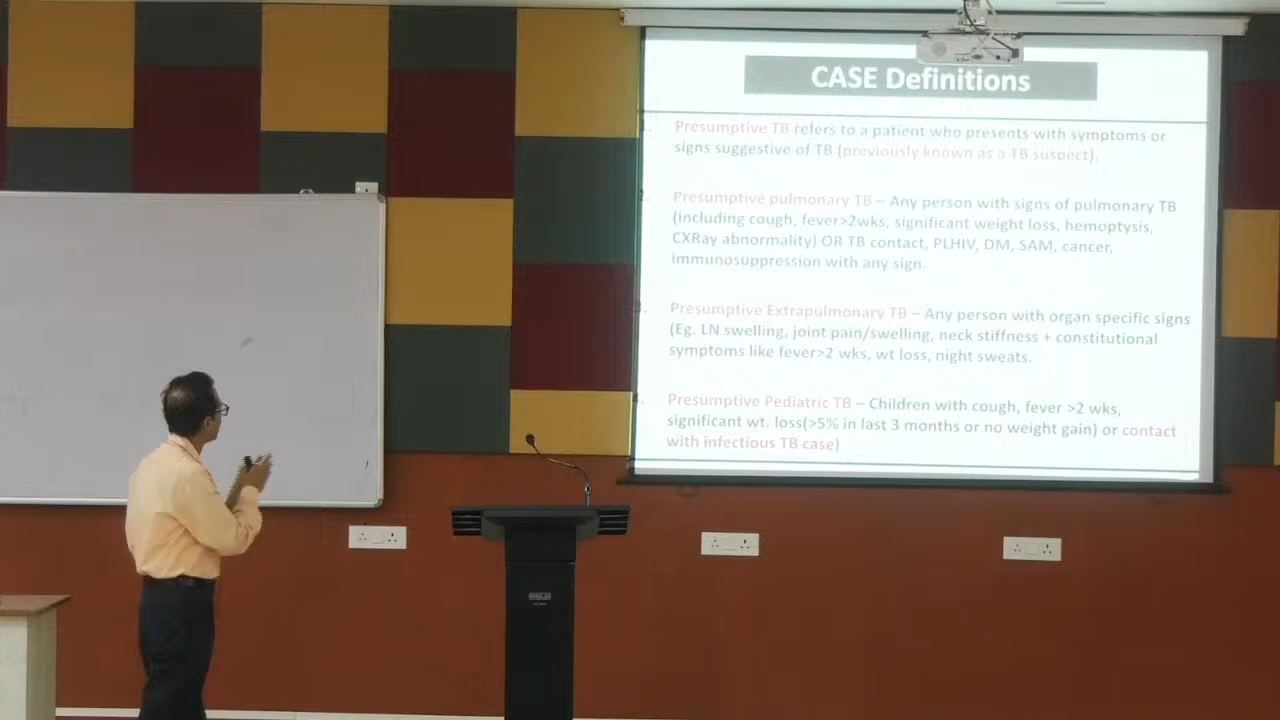 CASE Definitions
Presumptive TB refers to a patient who presents with symptoms or
signs suggestive of TB (previously known as a TB suspect).
Presumptive pulmonary TB – Any person with signs of pulmonary TB
(including cough, fever>2wks, significant weight loss, hemoptysis,
CXRay abnormality) OR TB contact, PLHIV, DM, SAM, cancer,
immunosuppression with any sign.
Presumptive Extrapulmonary TB – Any person with organ specific signs
(Eg. LN swelling, joint pain/swelling, neck stiffness + constitutional
symptoms like fever>2 wks, wt loss, night sweats.
Presumptive Pediatric TB – Children with cough, fever >2 wks,
significant wt. loss(>5% in last 3 months or no weight gain) or contact
with infectious TB case)